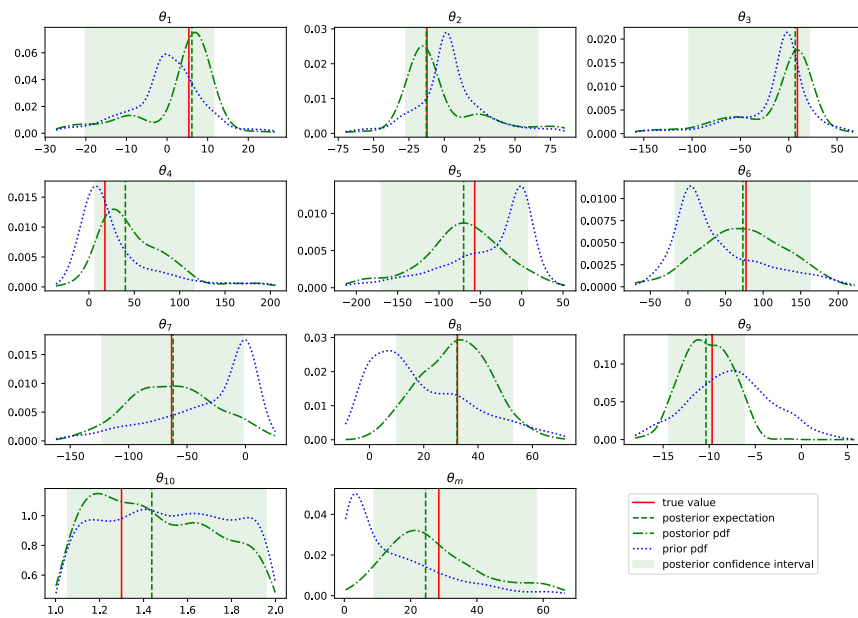 θ1 θ2 θ3
0.06 0.04 0.02 0.00
−30 −20 −10 0 10 20
0.03 0.02 0.01 0.00
−75 −50 −25 0 25 50 75
0.020 0.015 0.010 0.005 0.000
−150 −100 −50 0 50
θ4 θ5 θ6
0.015 0.010 0.005 0.000
0 50 100 150 200
0.010 0.005 0.000
−200 −150 −100 −50 0 50
0.0100 0.0075 0.0050 0.0025 0.0000
−50 0 50 100 150 200
θ7 θ8 θ9
0.015 0.010 0.005 0.000
−150 −100 −50 0
0.03 0.02 0.01 0.00
0 20 40 60
0.10 0.05 0.00
−15 −10 −5 0 5
θ10 θm
1.0 0.8 0.6
1.0 1.2 1.4 1.6 1.8 2.0
0.04 0.02 0.00
0 20 40 60
true value
posterior expectation
postorior pdf
prior pdf
posterior confidence interval